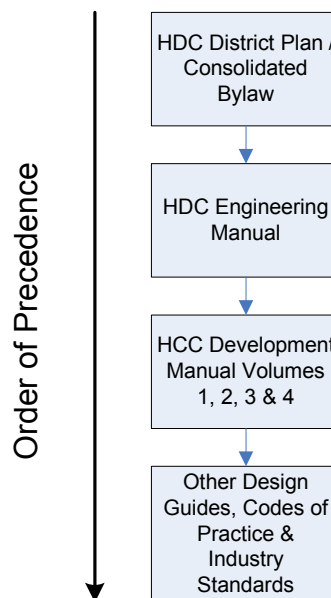 Order of Precedence
HDC District Plan /
Consolidated
Bylaw
HDC Engineering
Manual
HCC Development
Manual Volumes
1, 2, 3 & 4
Other Design
Guides, Codes of
Practice &
Industry
Standards